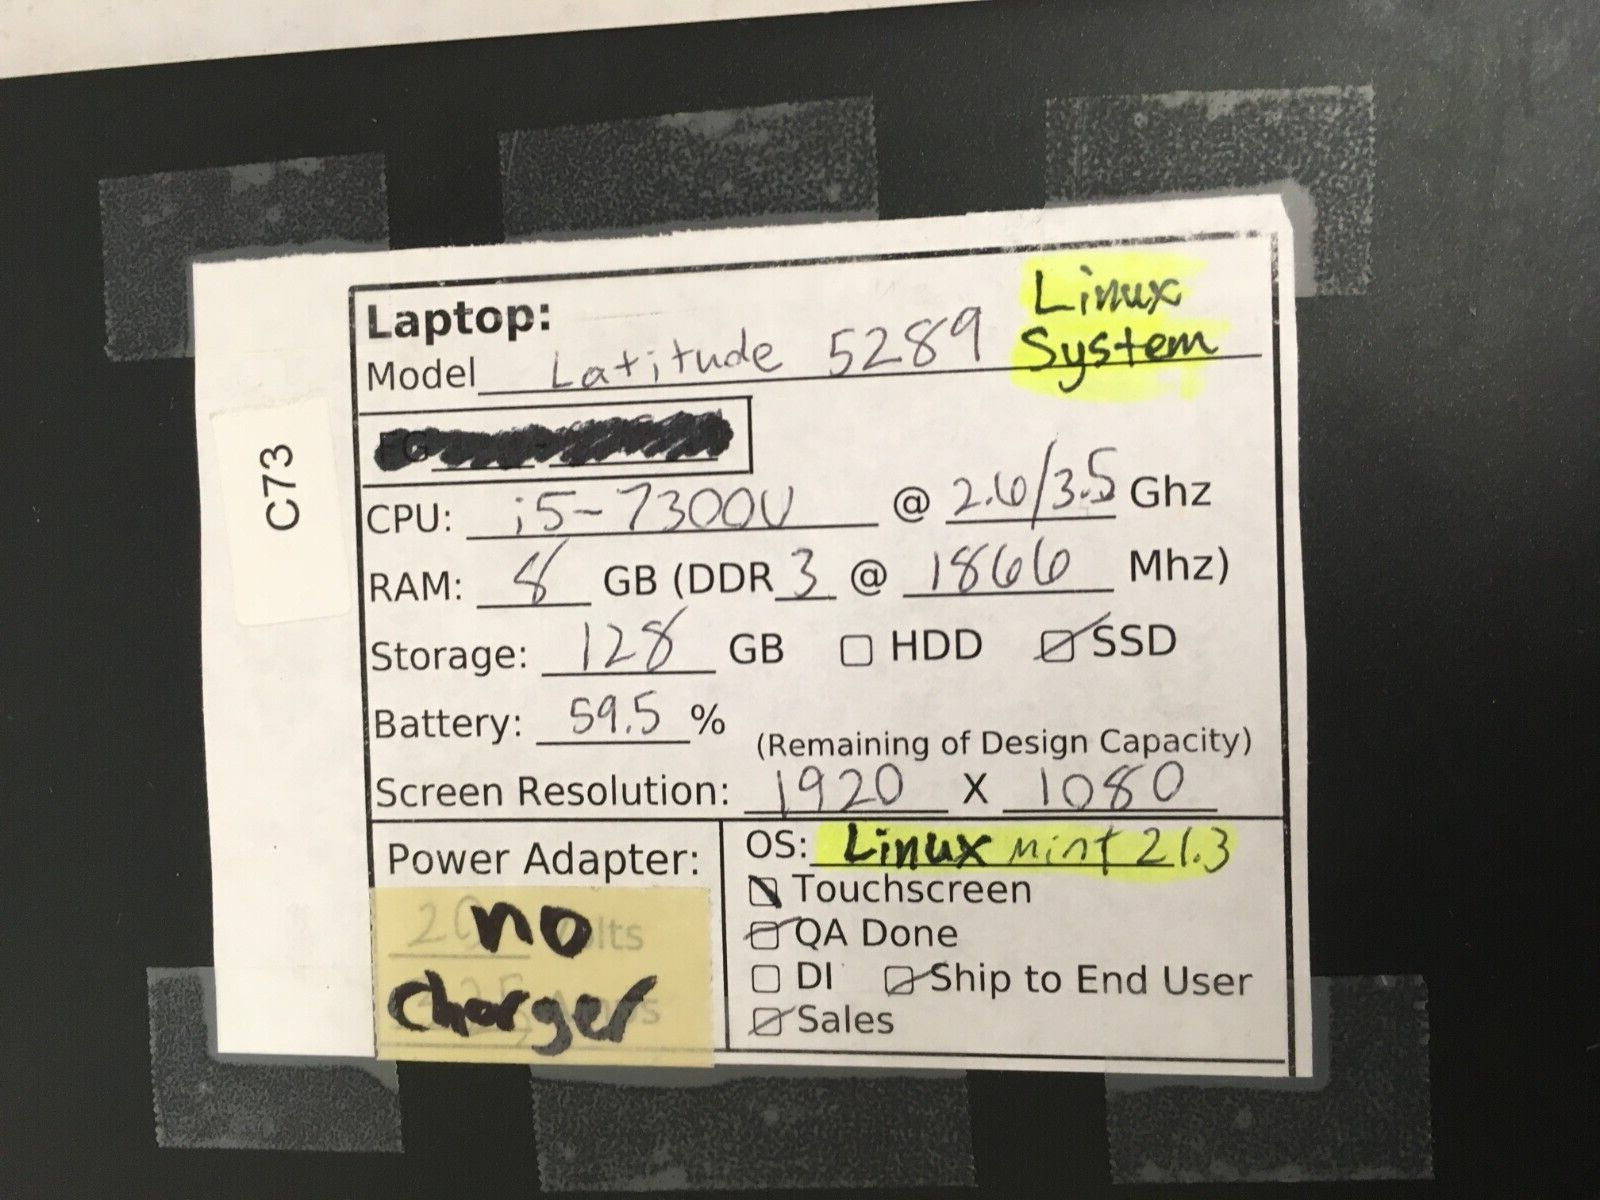 Laptop:
Linux
System
Model Latitude 5289
C73
CPU: i5-7300U @ 2.6/3.5 Ghz
RAM: 8 GB (DDR 3 @ 1866 Mhz)
Storage: 128 GB HDD SSD
Battery: 59.5 %
(Remaining of Design Capacity)
Screen Resolution: 1920 X 1080
Power Adapter:
no
charger
OS: Linux mint 21.3
Touchscreen
QA Done
DI Ship to End User
Sales